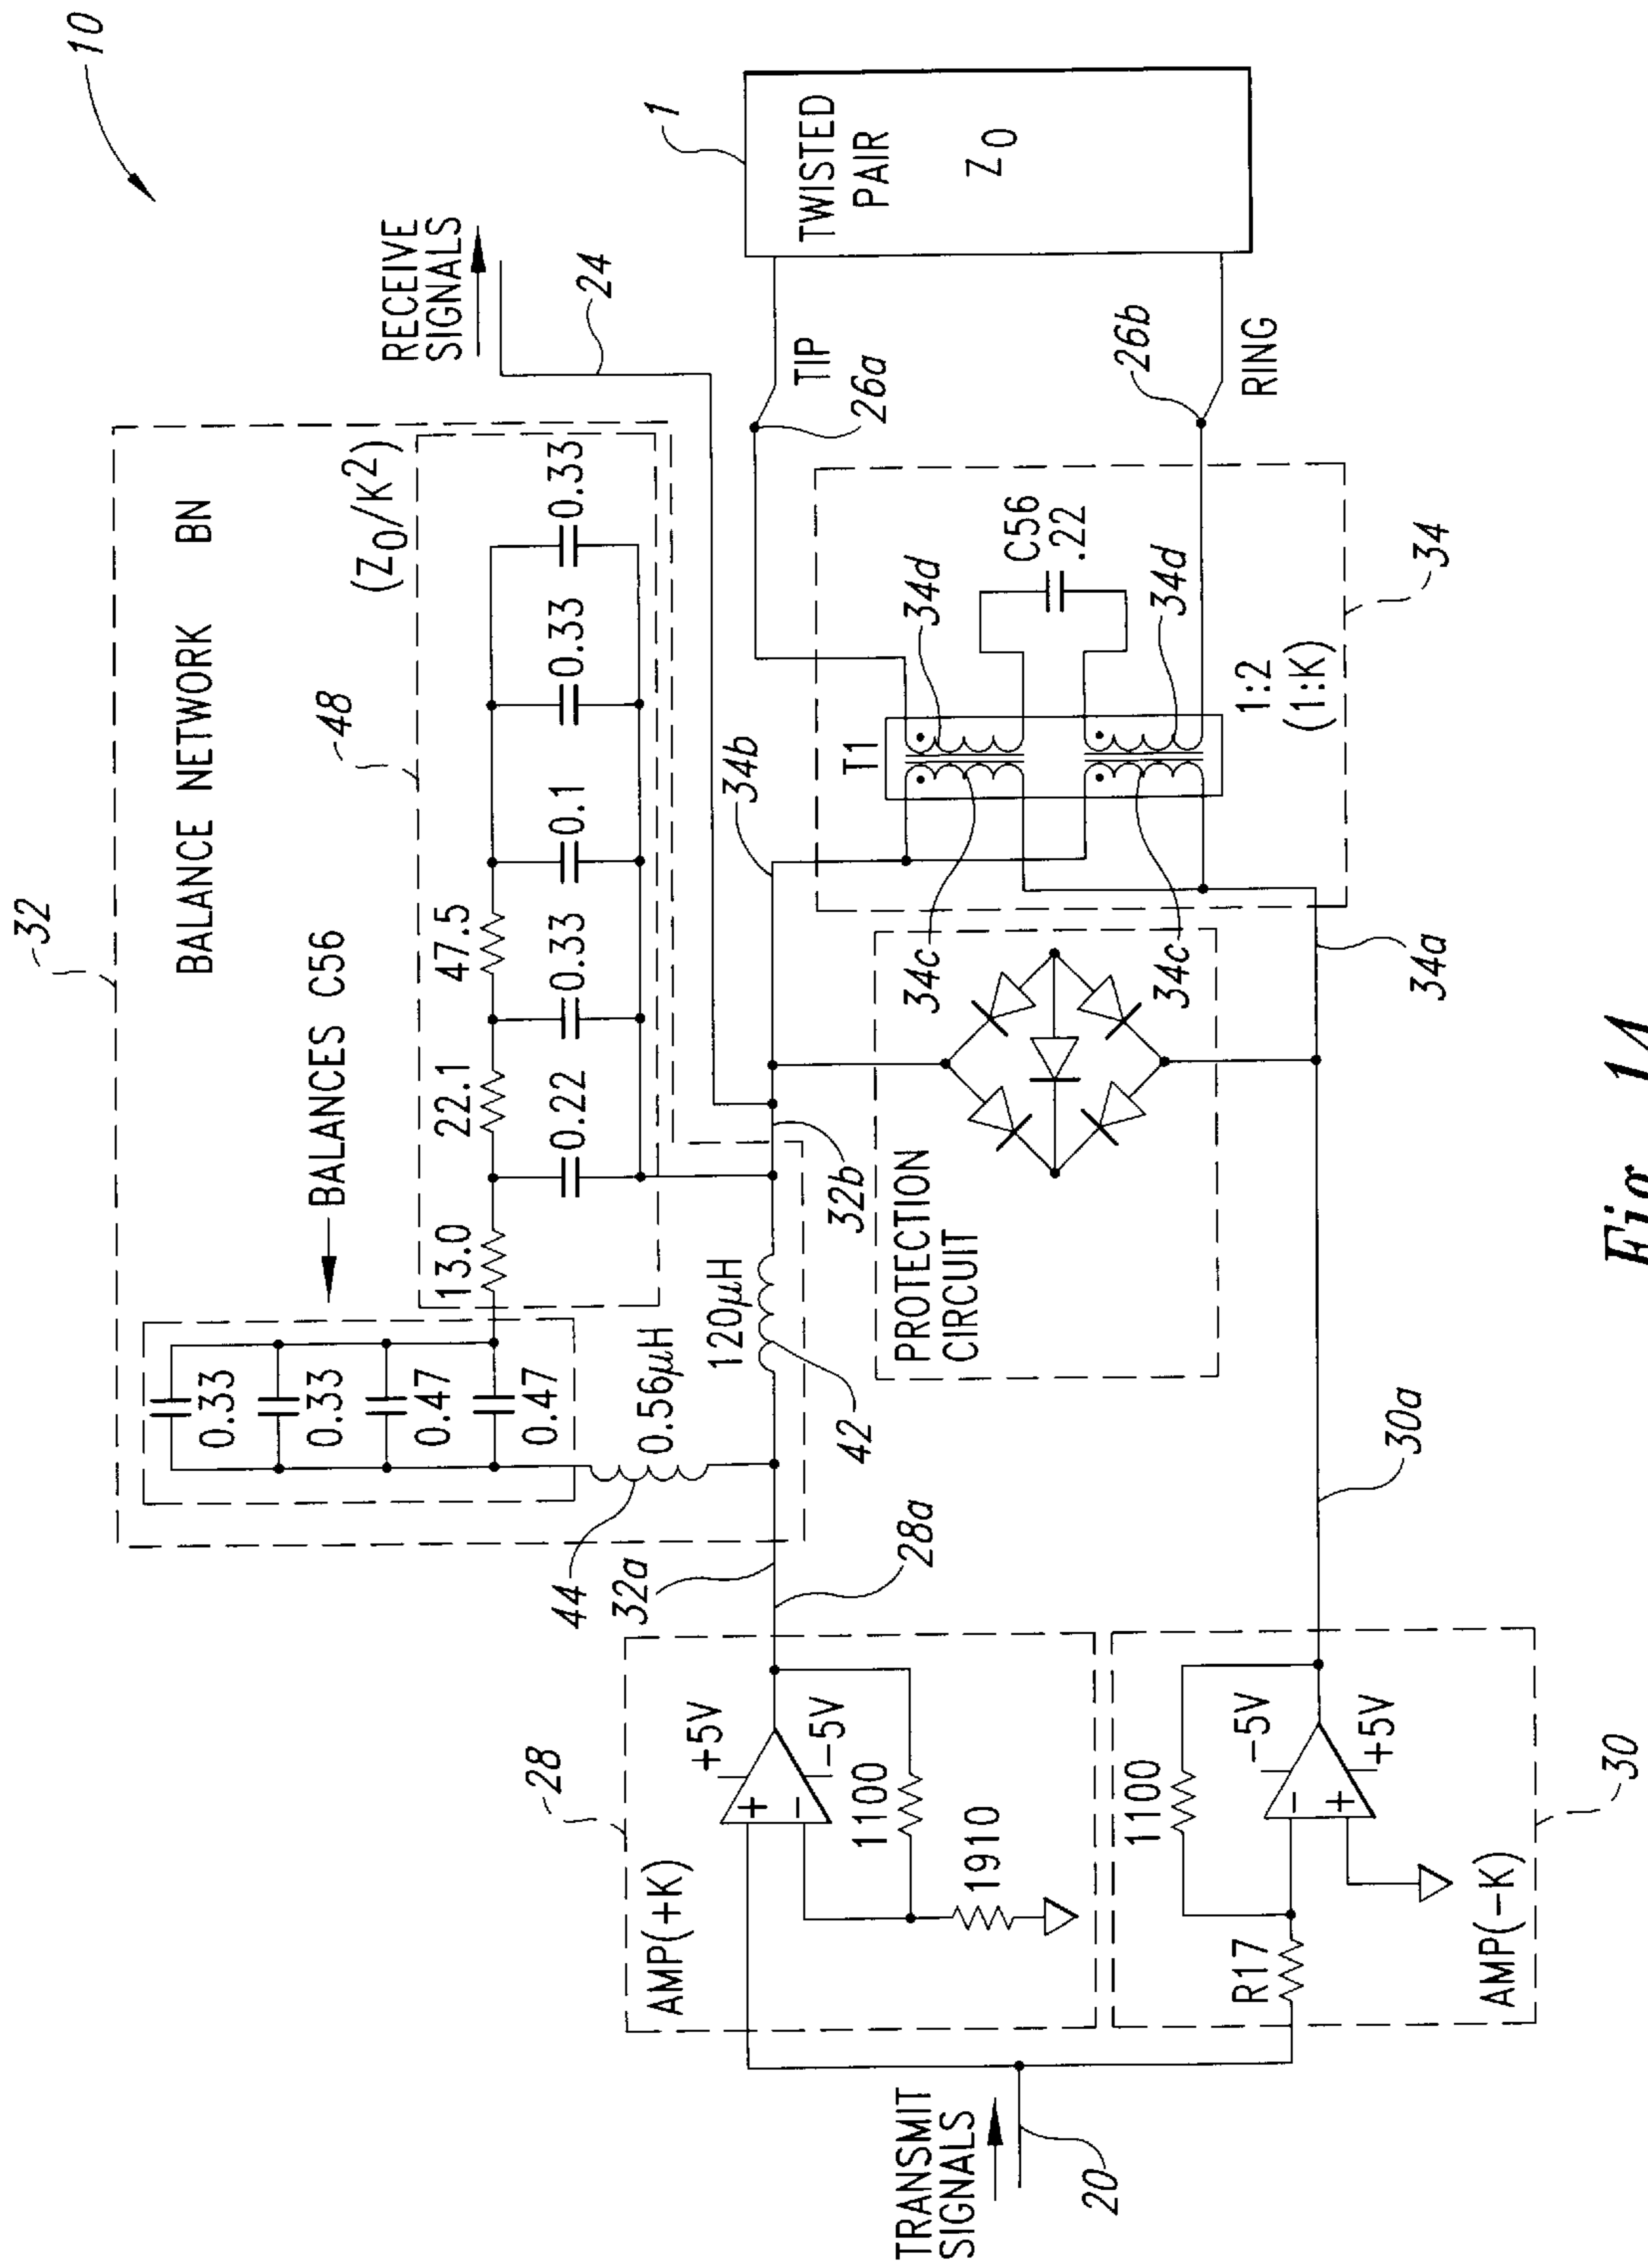 10
32
BALANCE NETWORK BN
BALANCES C56
48
(Z0/K²)
RECEIVE
SIGNALS
24
0.33
0.33
0.47
0.47
13.0
22.1
47.5
0.22
0.33
0.1
0.33
0.33
44
0.56μH
120μH
42
32a
28a
32b
34b
TIP
26a
1
TWISTED
PAIR
Z0
26b
RING
28
AMP(+K)
+5V
−5V
+
−
1100
1910
PROTECTION
CIRCUIT
T1
34c
34c
34d
34d
C56
.22
1:2
(1:K)
34
34a
30a
TRANSMIT
SIGNALS
20
R17
1100
−5V
+5V
−
+
AMP(−K)
30
Fig. 14